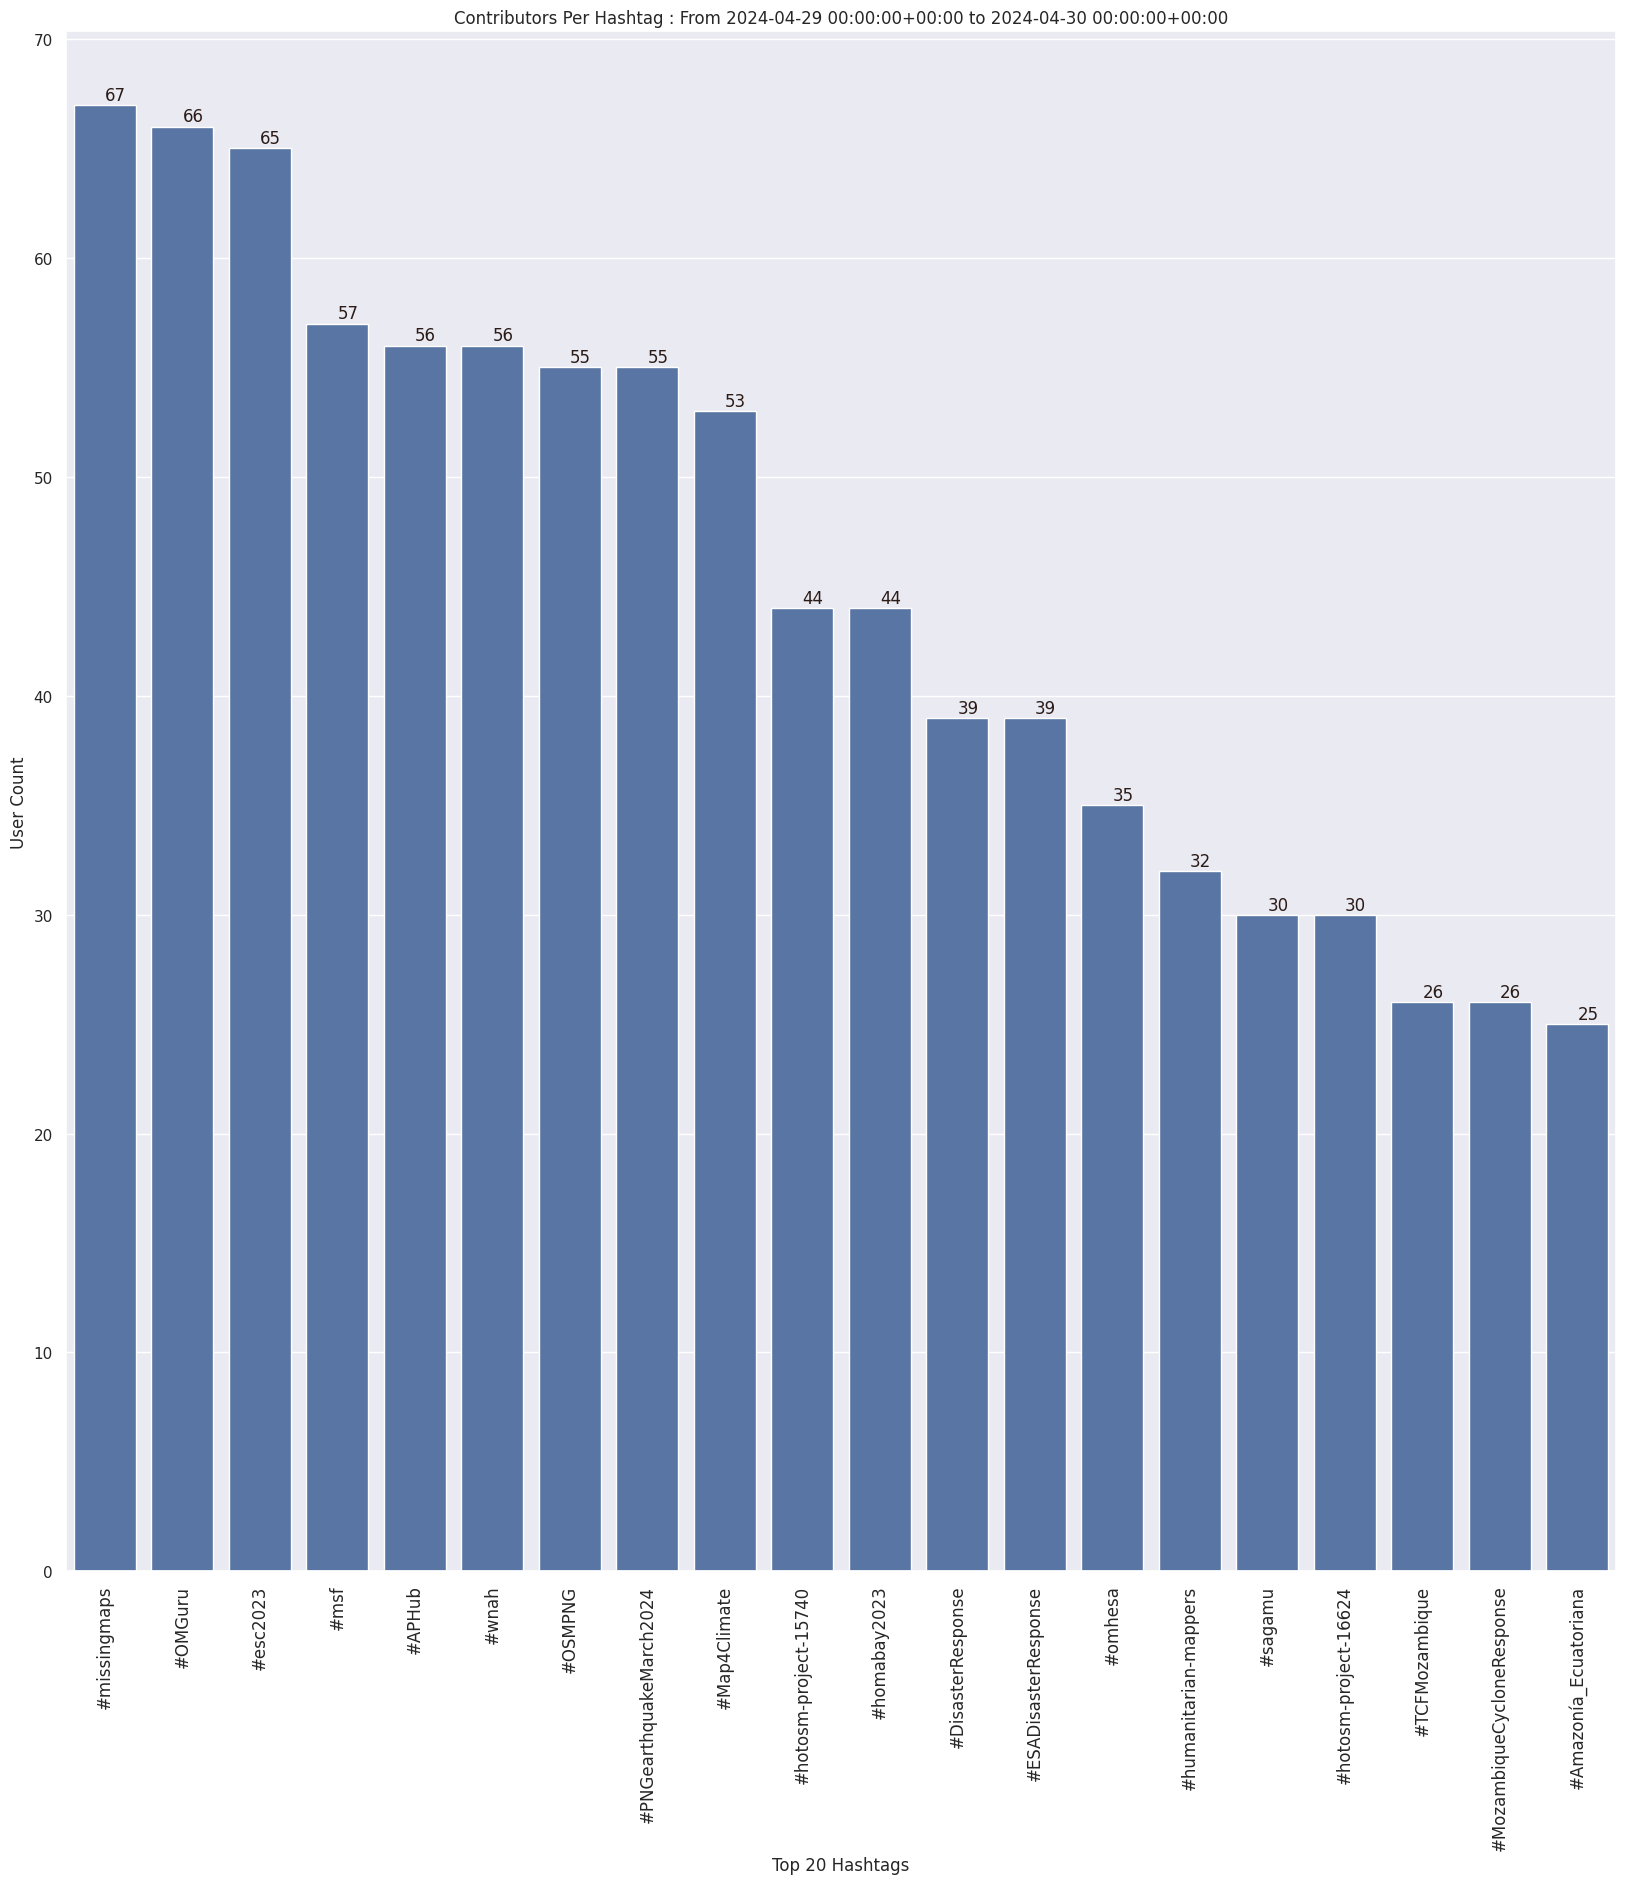 Contributors Per Hashtag : From 2024-04-29 00:00:00+00:00 to 2024-04-30 00:00:00+00:00
70
60
50
40
30
20
10
0
User Count
67
66
65
57
56
56
55
55
53
44
44
39
39
35
32
30
30
26
26
25
#missingmaps
#OMGuru
#esc2023
#msf
#APHub
#wnah
#OSMPNG
#PNGearthquakeMarch2024
#Map4Climate
#hotosm-project-15740
#homabay2023
#DisasterResponse
#ESADisasterResponse
#omhesa
#humanitarian-mappers
#sagamu
#hotosm-project-16624
#TCFMozambique
#MozambiqueCycloneResponse
#Amazonía_Ecuatoriana
Top 20 Hashtags